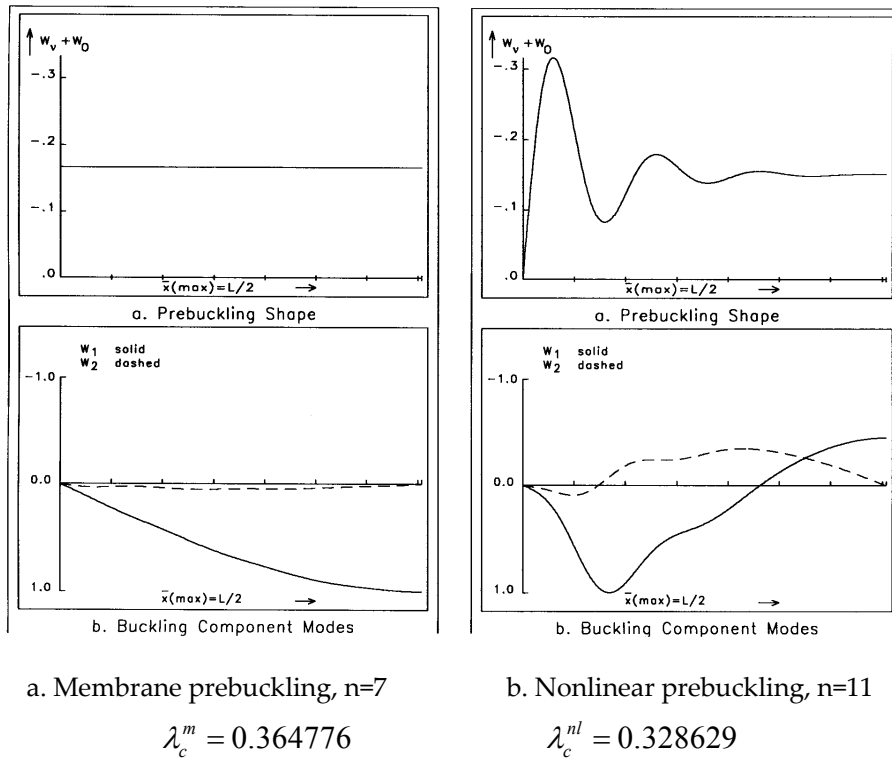 W_ν + W_0
-.3
-.2
-.1
.0
x̄(max)=L/2
a. Prebuckling Shape
W_1 solid
W_2 dashed
-1.0
0.0
1.0
x̄(max)=L/2
b. Buckling Component Modes
a. Membrane prebuckling, n=7
λ_c^m = 0.364776
W_ν + W_0
-.3
-.2
-.1
.0
x̄(max)=L/2
a. Prebuckling Shape
W_1 solid
W_2 dashed
-1.0
0.0
1.0
x̄(max)=L/2
b. Buckling Component Modes
b. Nonlinear prebuckling, n=11
λ_c^{nl} = 0.328629